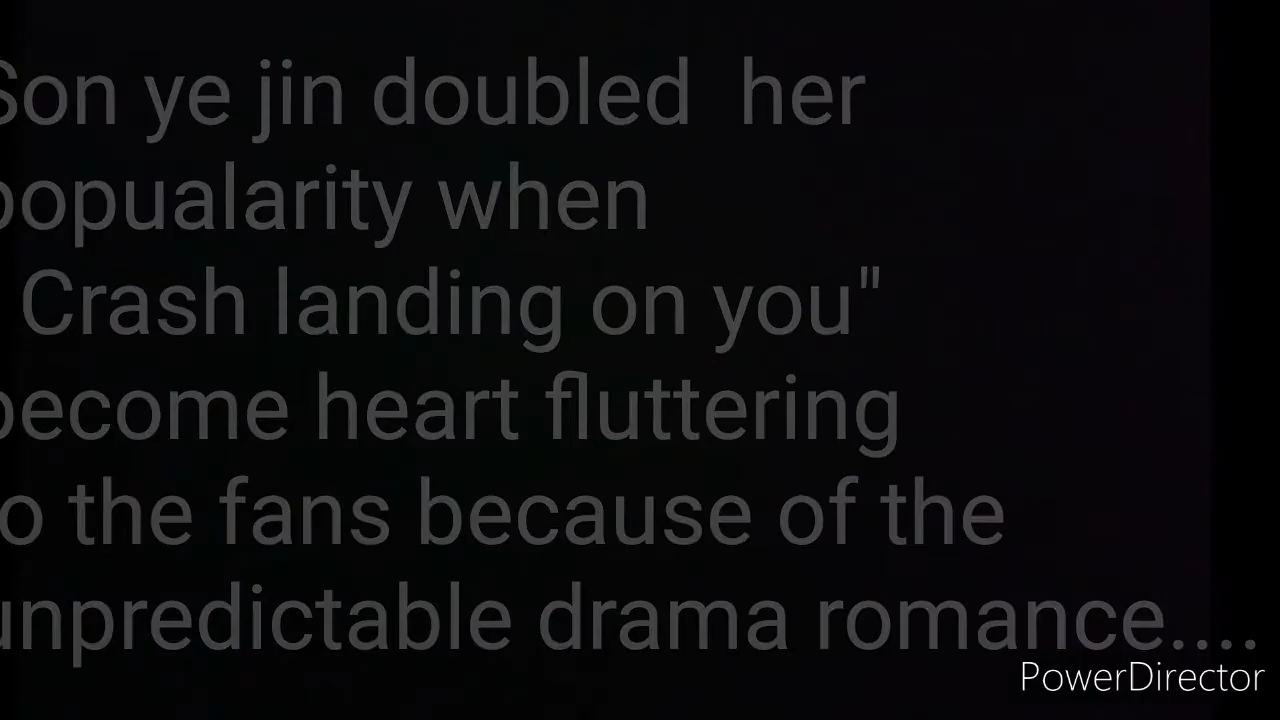 Son ye jin doubled  her
popualarity when
Crash landing on you"
become heart fluttering
to the fans because of the
unpredictable drama romance....
PowerDirector